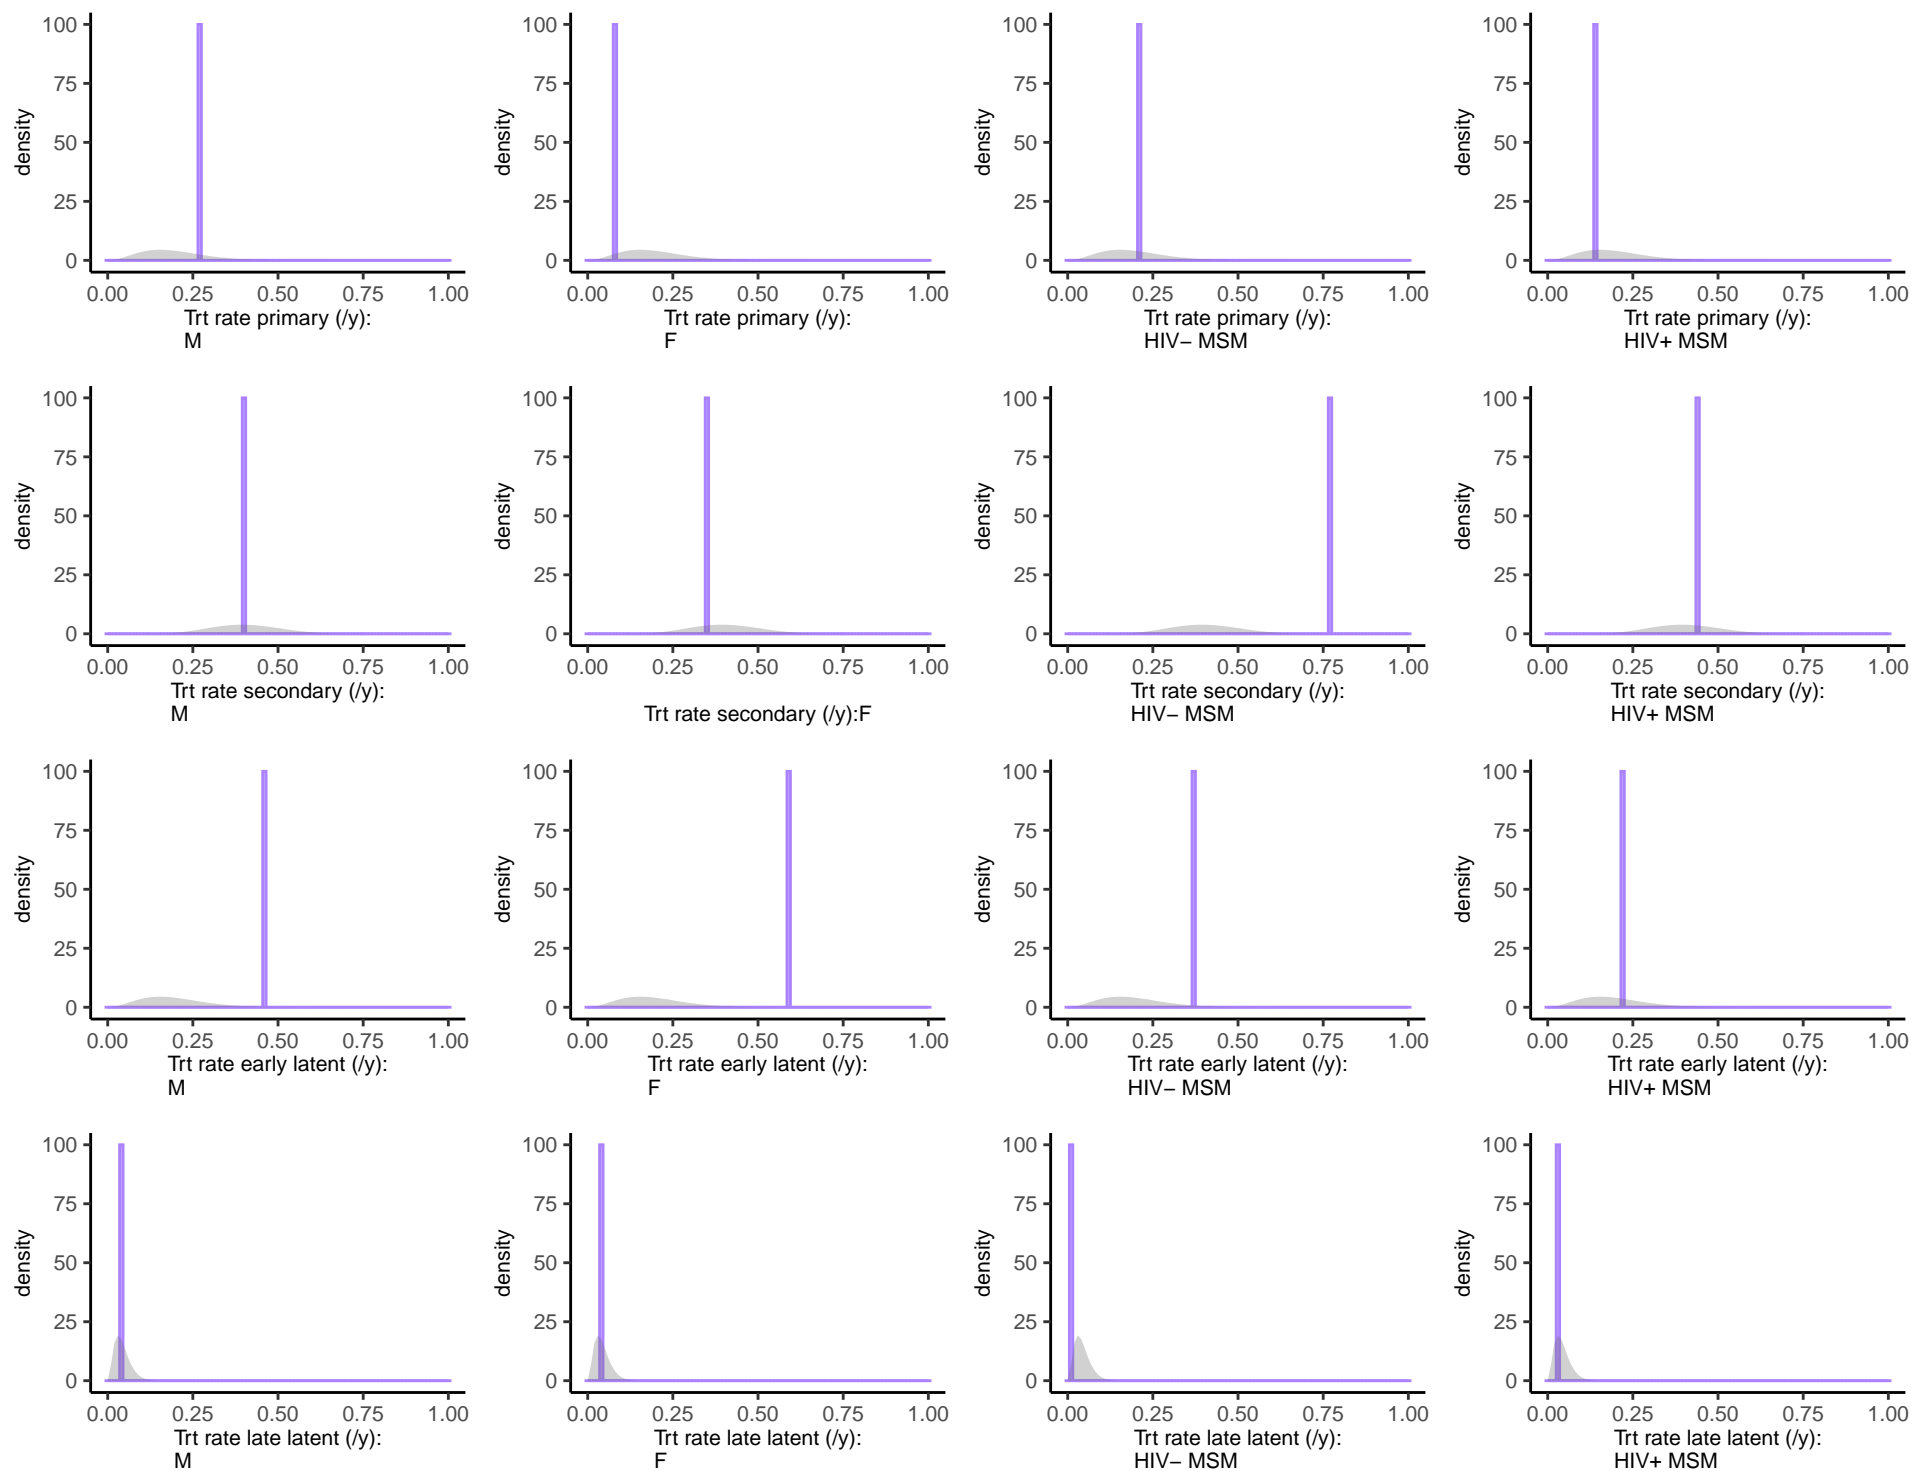 100 100 100 100
75 75 75 75
density density density density
50 50 50 50
25 25 25 25
0 0 0 0
0.00 0.25 0.50 0.75 1.00 0.00 0.25 0.50 0.75 1.00 0.00 0.25 0.50 0.75 1.00 0.00 0.25 0.50 0.75 1.00
Trt rate primary (/y): Trt rate primary (/y): Trt rate primary (/y): Trt rate primary (/y):
M F HIV− MSM HIV+ MSM
100 100 100 100
75 75 75 75
density density density density
50 50 50 50
25 25 25 25
0 0 0 0
0.00 0.25 0.50 0.75 1.00 0.00 0.25 0.50 0.75 1.00 0.00 0.25 0.50 0.75 1.00 0.00 0.25 0.50 0.75 1.00
Trt rate secondary (/y): Trt rate secondary (/y): Trt rate secondary (/y):
M Trt rate secondary (/y):F HIV− MSM HIV+ MSM
100 100 100 100
75 75 75 75
density density density density
50 50 50 50
25 25 25 25
0 0 0 0
0.00 0.25 0.50 0.75 1.00 0.00 0.25 0.50 0.75 1.00 0.00 0.25 0.50 0.75 1.00 0.00 0.25 0.50 0.75 1.00
Trt rate early latent (/y): Trt rate early latent (/y): Trt rate early latent (/y): Trt rate early latent (/y):
M F HIV− MSM HIV+ MSM
100 100 100 100
75 75 75 75
density density density density
50 50 50 50
25 25 25 25
0 0 0 0
0.00 0.25 0.50 0.75 1.00 0.00 0.25 0.50 0.75 1.00 0.00 0.25 0.50 0.75 1.00 0.00 0.25 0.50 0.75 1.00
Trt rate late latent (/y): Trt rate late latent (/y): Trt rate late latent (/y): Trt rate late latent (/y):
M F HIV− MSM HIV+ MSM